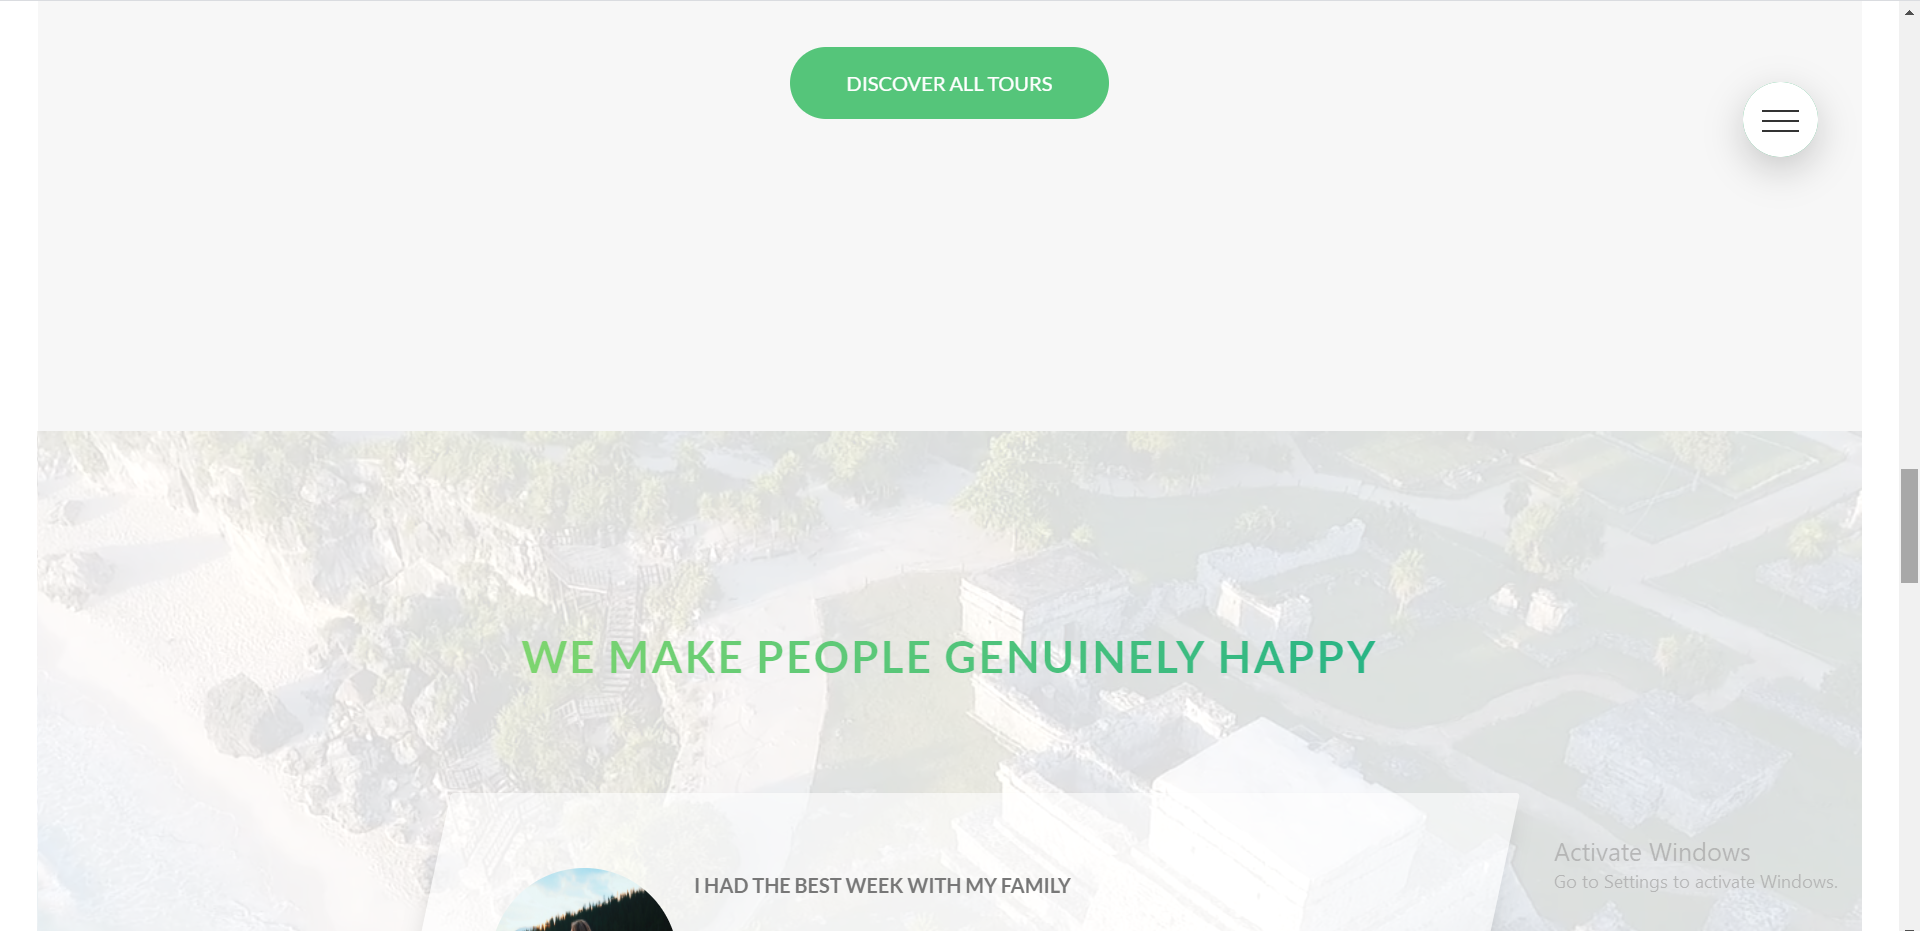 DISCOVER ALL TOURS
WE MAKE PEOPLE GENUINELY HAPPY
I HAD THE BEST WEEK WITH MY FAMILY
Activate Windows
Go to Settings to activate Windows.